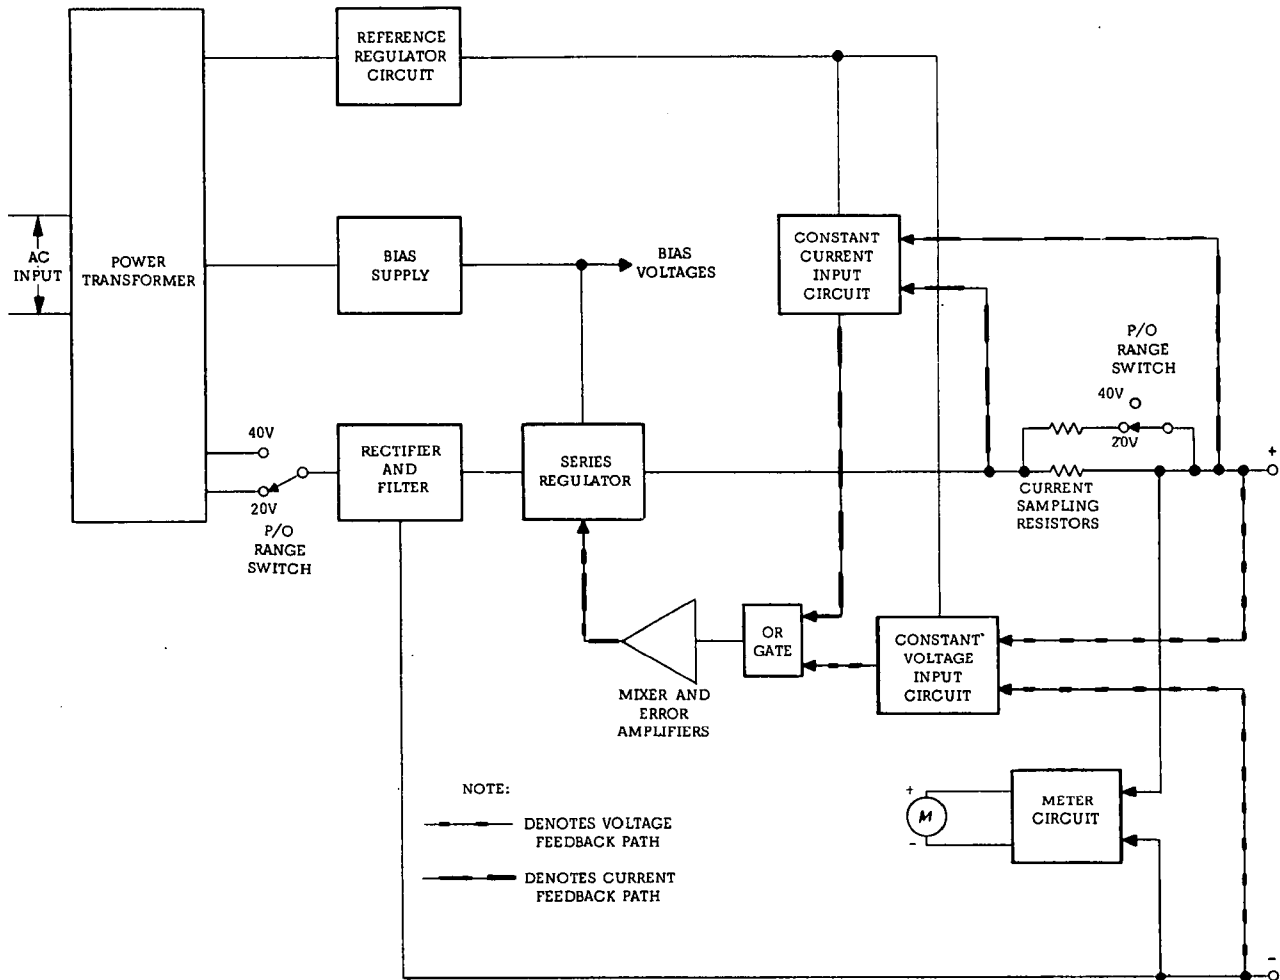 REFERENCE
REGULATOR
CIRCUIT
AC
INPUT
POWER
TRANSFORMER
BIAS
SUPPLY
BIAS
VOLTAGES
CONSTANT
CURRENT
INPUT
CIRCUIT
P/O
RANGE
SWITCH
40V
20V
40V
20V
P/O
RANGE
SWITCH
RECTIFIER
AND
FILTER
SERIES
REGULATOR
CURRENT
SAMPLING
RESISTORS
+
MIXER AND
ERROR
AMPLIFIERS
OR
GATE
CONSTANT
VOLTAGE
INPUT
CIRCUIT
NOTE:
DENOTES VOLTAGE
FEEDBACK PATH
DENOTES CURRENT
FEEDBACK PATH
+
M
-
METER
CIRCUIT
-